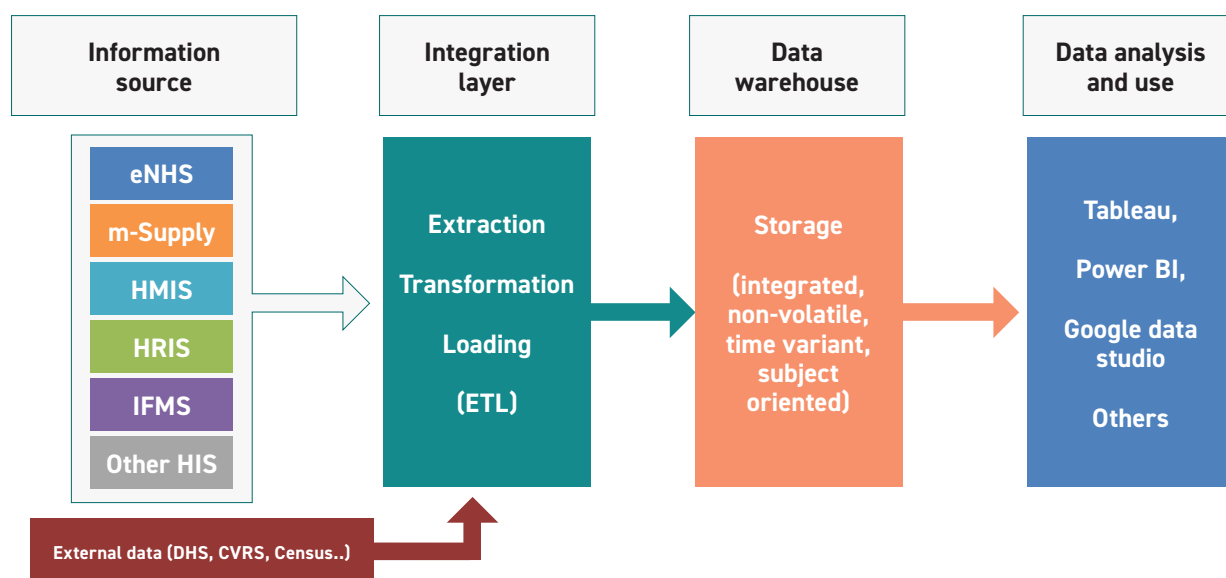 Information
source
Integration
layer
Data
warehouse
Data analysis
and use
eNHS
m-Supply
HMIS
HRIS
IFMS
Other HIS
External data (DHS, CVRS, Census..)
Extraction
Transformation
Loading
(ETL)
Storage
(integrated,
non-volatile,
time variant,
subject
oriented)
Tableau,
Power BI,
Google data
studio
Others